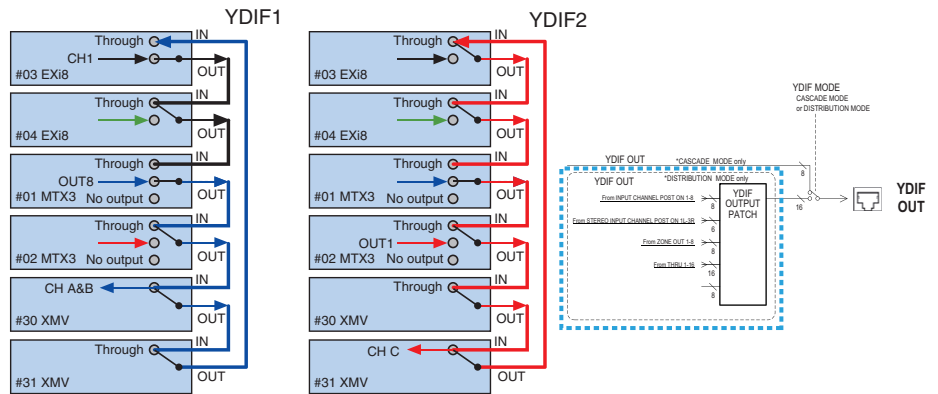 YDIF1
Through
IN
CH1
#03 EXi8
OUT
Through
IN
#04 EXi8
OUT
Through
IN
OUT8
#01 MTX3
No output
OUT
Through
IN
#02 MTX3
No output
OUT
CH A&B
IN
#30 XMV
OUT
Through
IN
#31 XMV
OUT
YDIF2
Through
IN
#03 EXi8
OUT
Through
IN
#04 EXi8
OUT
Through
IN
#01 MTX3
No output
OUT
Through
IN
OUT1
#02 MTX3
No output
OUT
Through
IN
#30 XMV
OUT
CH C
IN
#31 XMV
OUT
YDIF MODE
CASCADE MODE
or DISTRIBUTION MODE
YDIF OUT
*CASCADE MODE only
8
YDIF OUT
*DISTRIBUTION MODE only
From INPUT CHANNEL POST ON 1-8
8
From STEREO INPUT CHANNEL POST ON 1L-3R
6
From ZONE OUT 1-8
8
From THRU 1-16
16
8
YDIF
OUTPUT
PATCH
16
YDIF
OUT